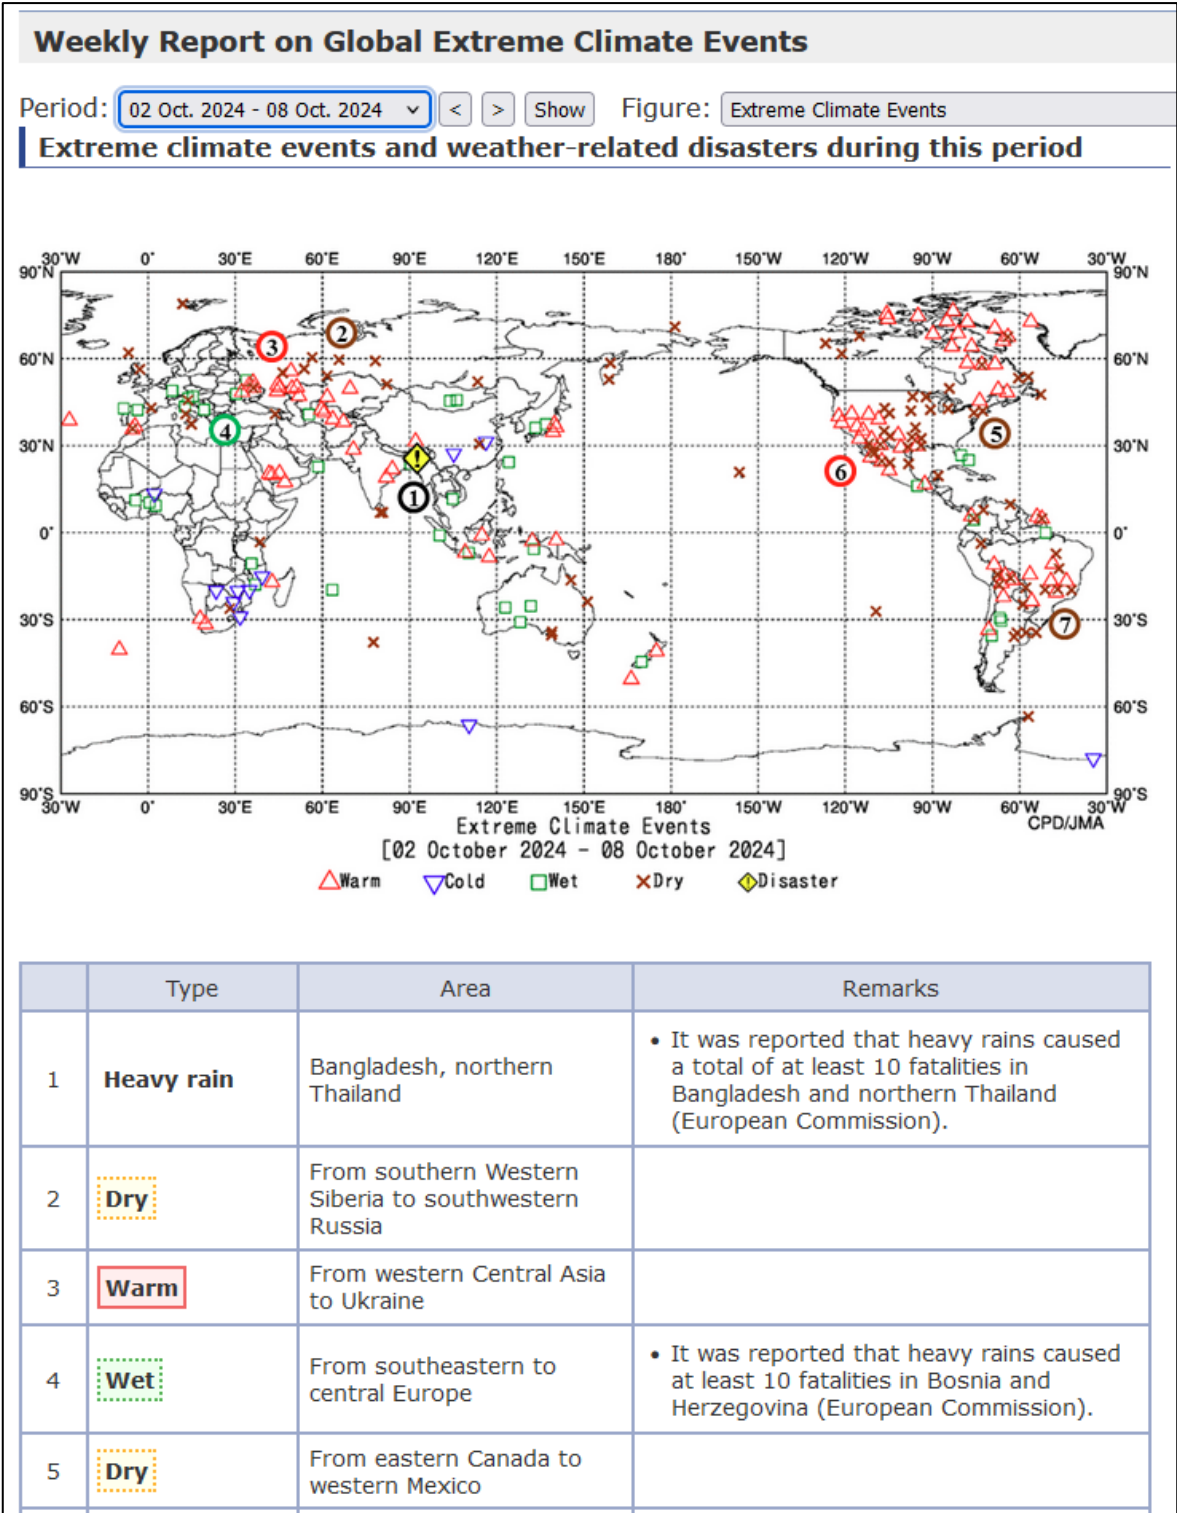 Weekly Report on Global Extreme Climate Events
Period: 02 Oct. 2024 - 08 Oct. 2024 < > Show Figure: Extreme Climate Events
Extreme climate events and weather-related disasters during this period
30°W 0° 30°E 60°E 90°E 120°E 150°E 180° 150°W 120°W 90°W 60°W 30°W
90°N 90°N
60°N 60°N
30°N 30°N
0° 0°
30°S 30°S
60°S 60°S
90°S 90°S
1
2
3
4
5
6
7
!
30°W 0° 30°E 60°E 90°E 120°E 150°E 180° 150°W 120°W 90°W 60°W 30°W
CPD/JMA
Extreme Climate Events
[02 October 2024 - 08 October 2024]
Warm Cold Wet Dry Disaster
Type Area Remarks
1 Heavy rain
Bangladesh, northern
Thailand
• It was reported that heavy rains caused
a total of at least 10 fatalities in
Bangladesh and northern Thailand
(European Commission).
2 Dry
From southern Western
Siberia to southwestern
Russia
3 Warm
From western Central Asia
to Ukraine
4 Wet
From southeastern to
central Europe
• It was reported that heavy rains caused
at least 10 fatalities in Bosnia and
Herzegovina (European Commission).
5 Dry
From eastern Canada to
western Mexico